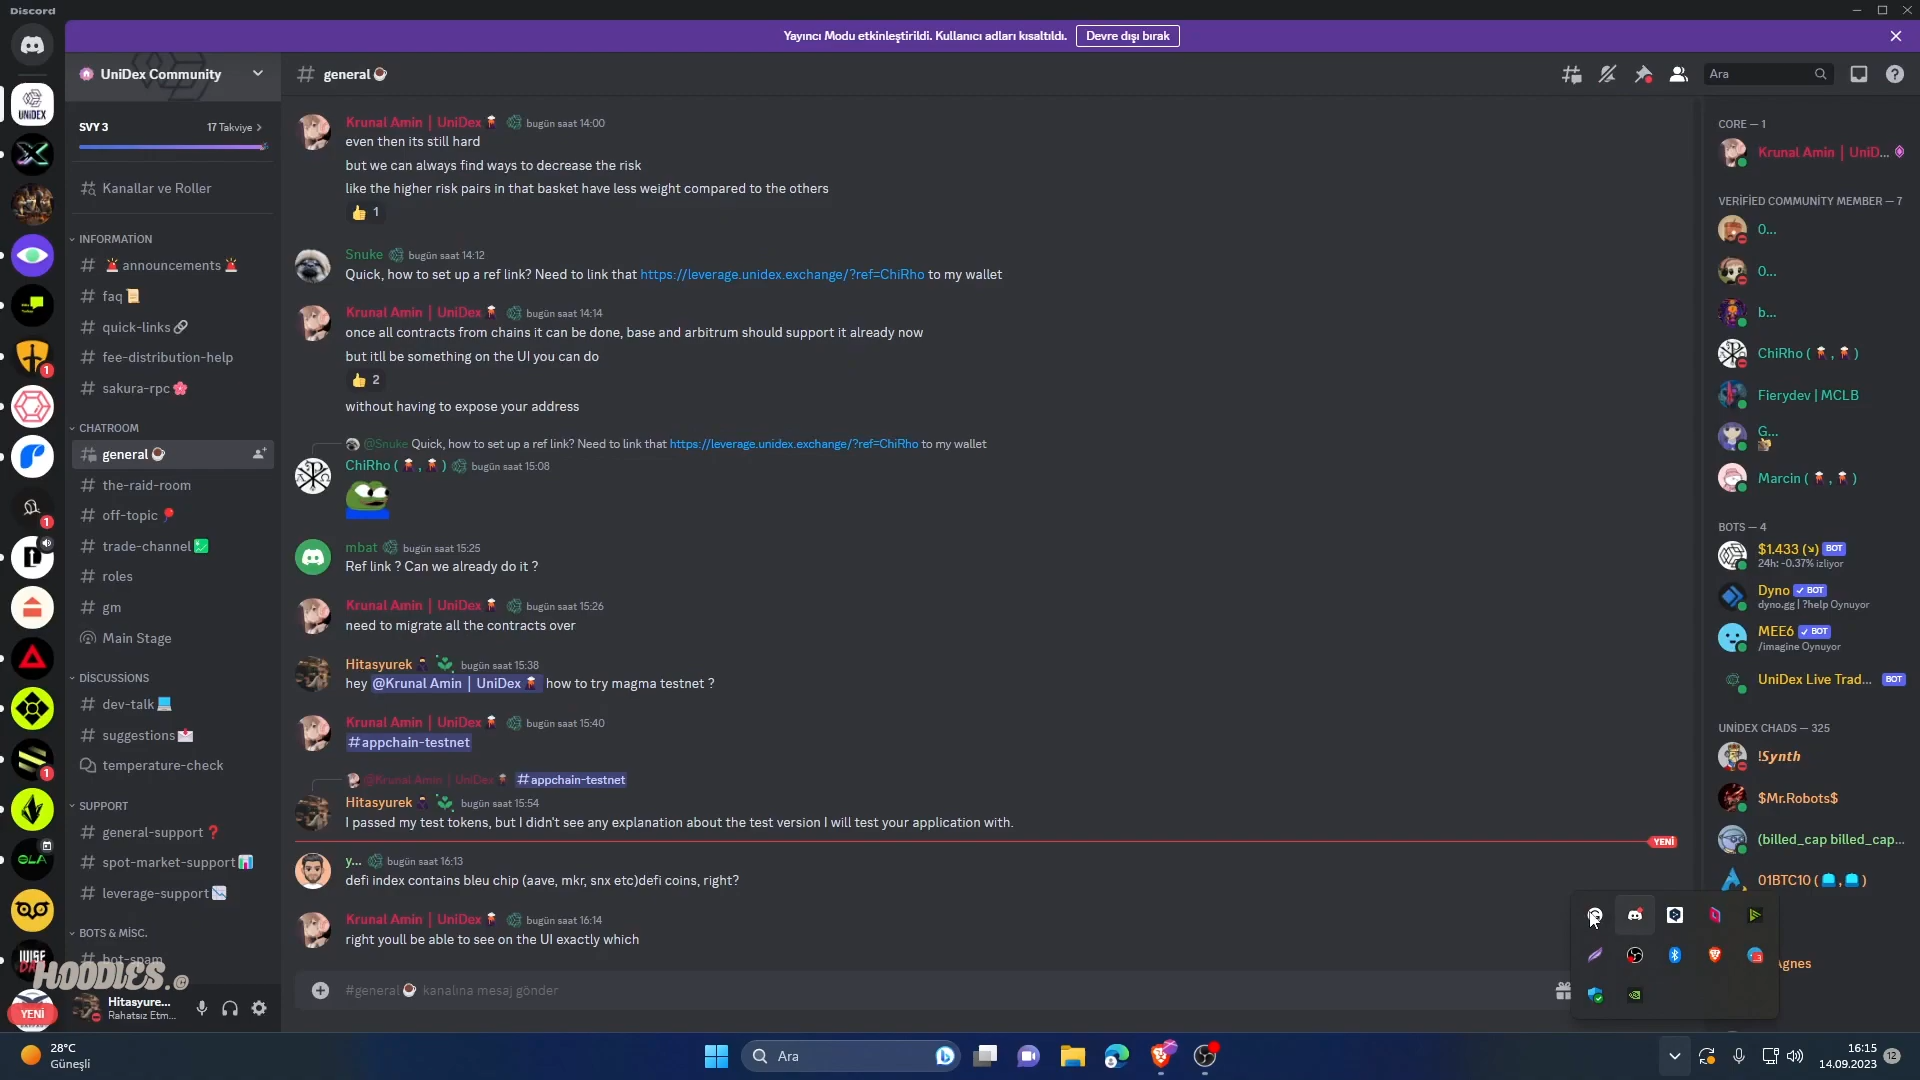 Discord
Yayıncı Modu etkinleştirildi. Kullanıcı adları kısaltıldı.
Devre dışı bırak
UniDex Community
general
Ara
SVY 3
17 Takviye
Kanallar ve Roller
INFORMATION
announcements
faq
quick-links
fee-distribution-help
sakura-rpc
CHATROOM
general
the-raid-room
off-topic
trade-channel
roles
gm
Main Stage
DİSCUSSİONS
dev-talk
suggestions
temperature-check
SUPPORT
general-support
spot-market-support
leverage-support
BOTS & MİSC.
bot-spam
HOODIES.@
Hitasyure...
Rahatsız Etm...
UNIDEX
1
1
1
OLA
WISE
YENİ
Krunal Amin | UniDex bugün saat 14:00
even then its still hard
but we can always find ways to decrease the risk
like the higher risk pairs in that basket have less weight compared to the others
1
Snuke bugün saat 14:12
Quick, how to set up a ref link? Need to link that https://leverage.unidex.exchange/?ref=ChiRho to my wallet
Krunal Amin | UniDex bugün saat 14:14
once all contracts from chains it can be done, base and arbitrum should support it already now
but itll be something on the UI you can do
2
without having to expose your address
@Snuke Quick, how to set up a ref link? Need to link that https://leverage.unidex.exchange/?ref=ChiRho to my wallet
ChiRho ( , ) bugün saat 15:08
mbat bugün saat 15:25
Ref link ? Can we already do it ?
Krunal Amin | UniDex bugün saat 15:26
need to migrate all the contracts over
Hitasyurek bugün saat 15:38
hey @Krunal Amin | UniDex how to try magma testnet ?
Krunal Amin | UniDex bugün saat 15:40
#appchain-testnet
@Krunal Amin | UniDex #appchain-testnet
Hitasyurek bugün saat 15:54
I passed my test tokens, but I didn't see any explanation about the test version I will test your application with.
YENİ
y... bugün saat 16:13
defi index contains bleu chip (aave, mkr, snx etc)defi coins, right?
Krunal Amin | UniDex bugün saat 16:14
right youll be able to see on the UI exactly which
#general kanalına mesaj gönder
CORE — 1
Krunal Amin | UniD...
VERİFİED COMMUNİTY MEMBER — 7
0...
0...
b...
ChiRho ( , )
Fierydev | MCLB
G...
Marcin ( , )
BOTS — 4
$1.433 (↘) BOT
24h: -0.37% izliyor
Dyno BOT
dyno.gg | ?help Oynuyor
MEE6 BOT
/imagine Oynuyor
UniDex Live Trad... BOT
UNİDEX CHADS — 325
!Synth
$Mr.Robots$
(billed_cap billed_cap...
01BTC10 ( , )
Agnes
3
28°C
Güneşli
Ara
16:15
14.09.2023
12